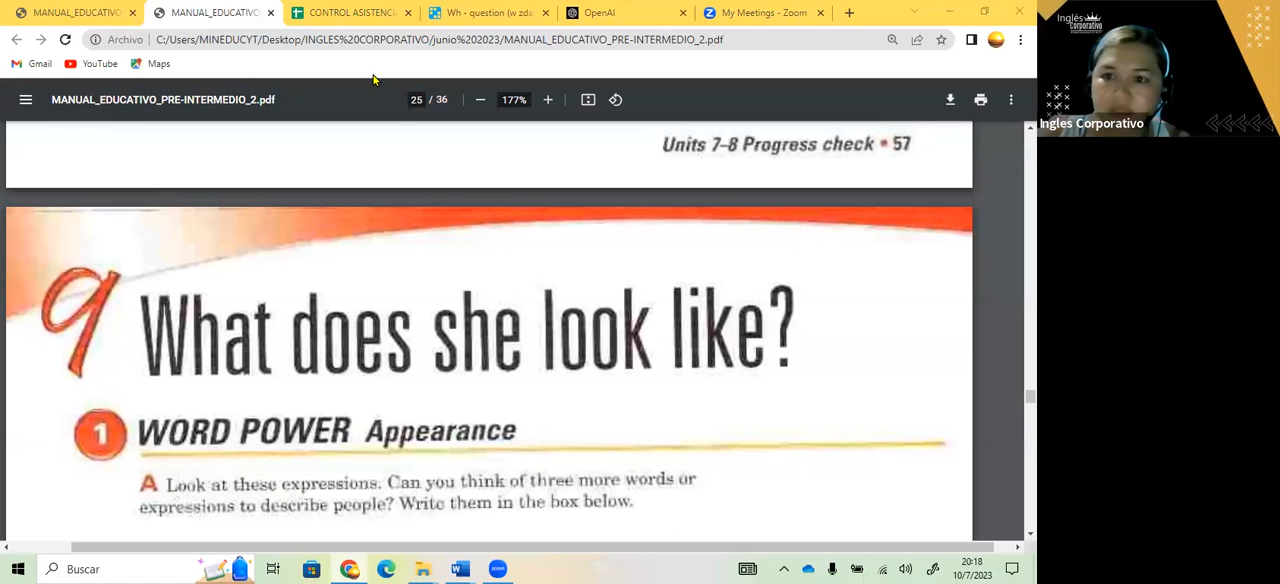 MANUAL_EDUCATIVO
MANUAL_EDUCATIVO
CONTROL ASISTENCIA
Wh - question (w zda
OpenAI
My Meetings - Zoom
Archivo
C:/Users/MINEDUCYT/Desktop/INGLES%20CORPORATIVO/junio%202023/MANUAL_EDUCATIVO_PRE-INTERMEDIO_2.pdf
Gmail
YouTube
Maps
MANUAL_EDUCATIVO_PRE-INTERMEDIO_2.pdf
25 / 36
177%
Inglés
Corporativo
Ingles Corporativo
Units 7–8 Progress check • 57
9 What does she look like?
1 WORD POWER Appearance
A Look at these expressions. Can you think of three more words or
expressions to describe people? Write them in the box below.
Buscar
zoom
20:18
10/7/2023